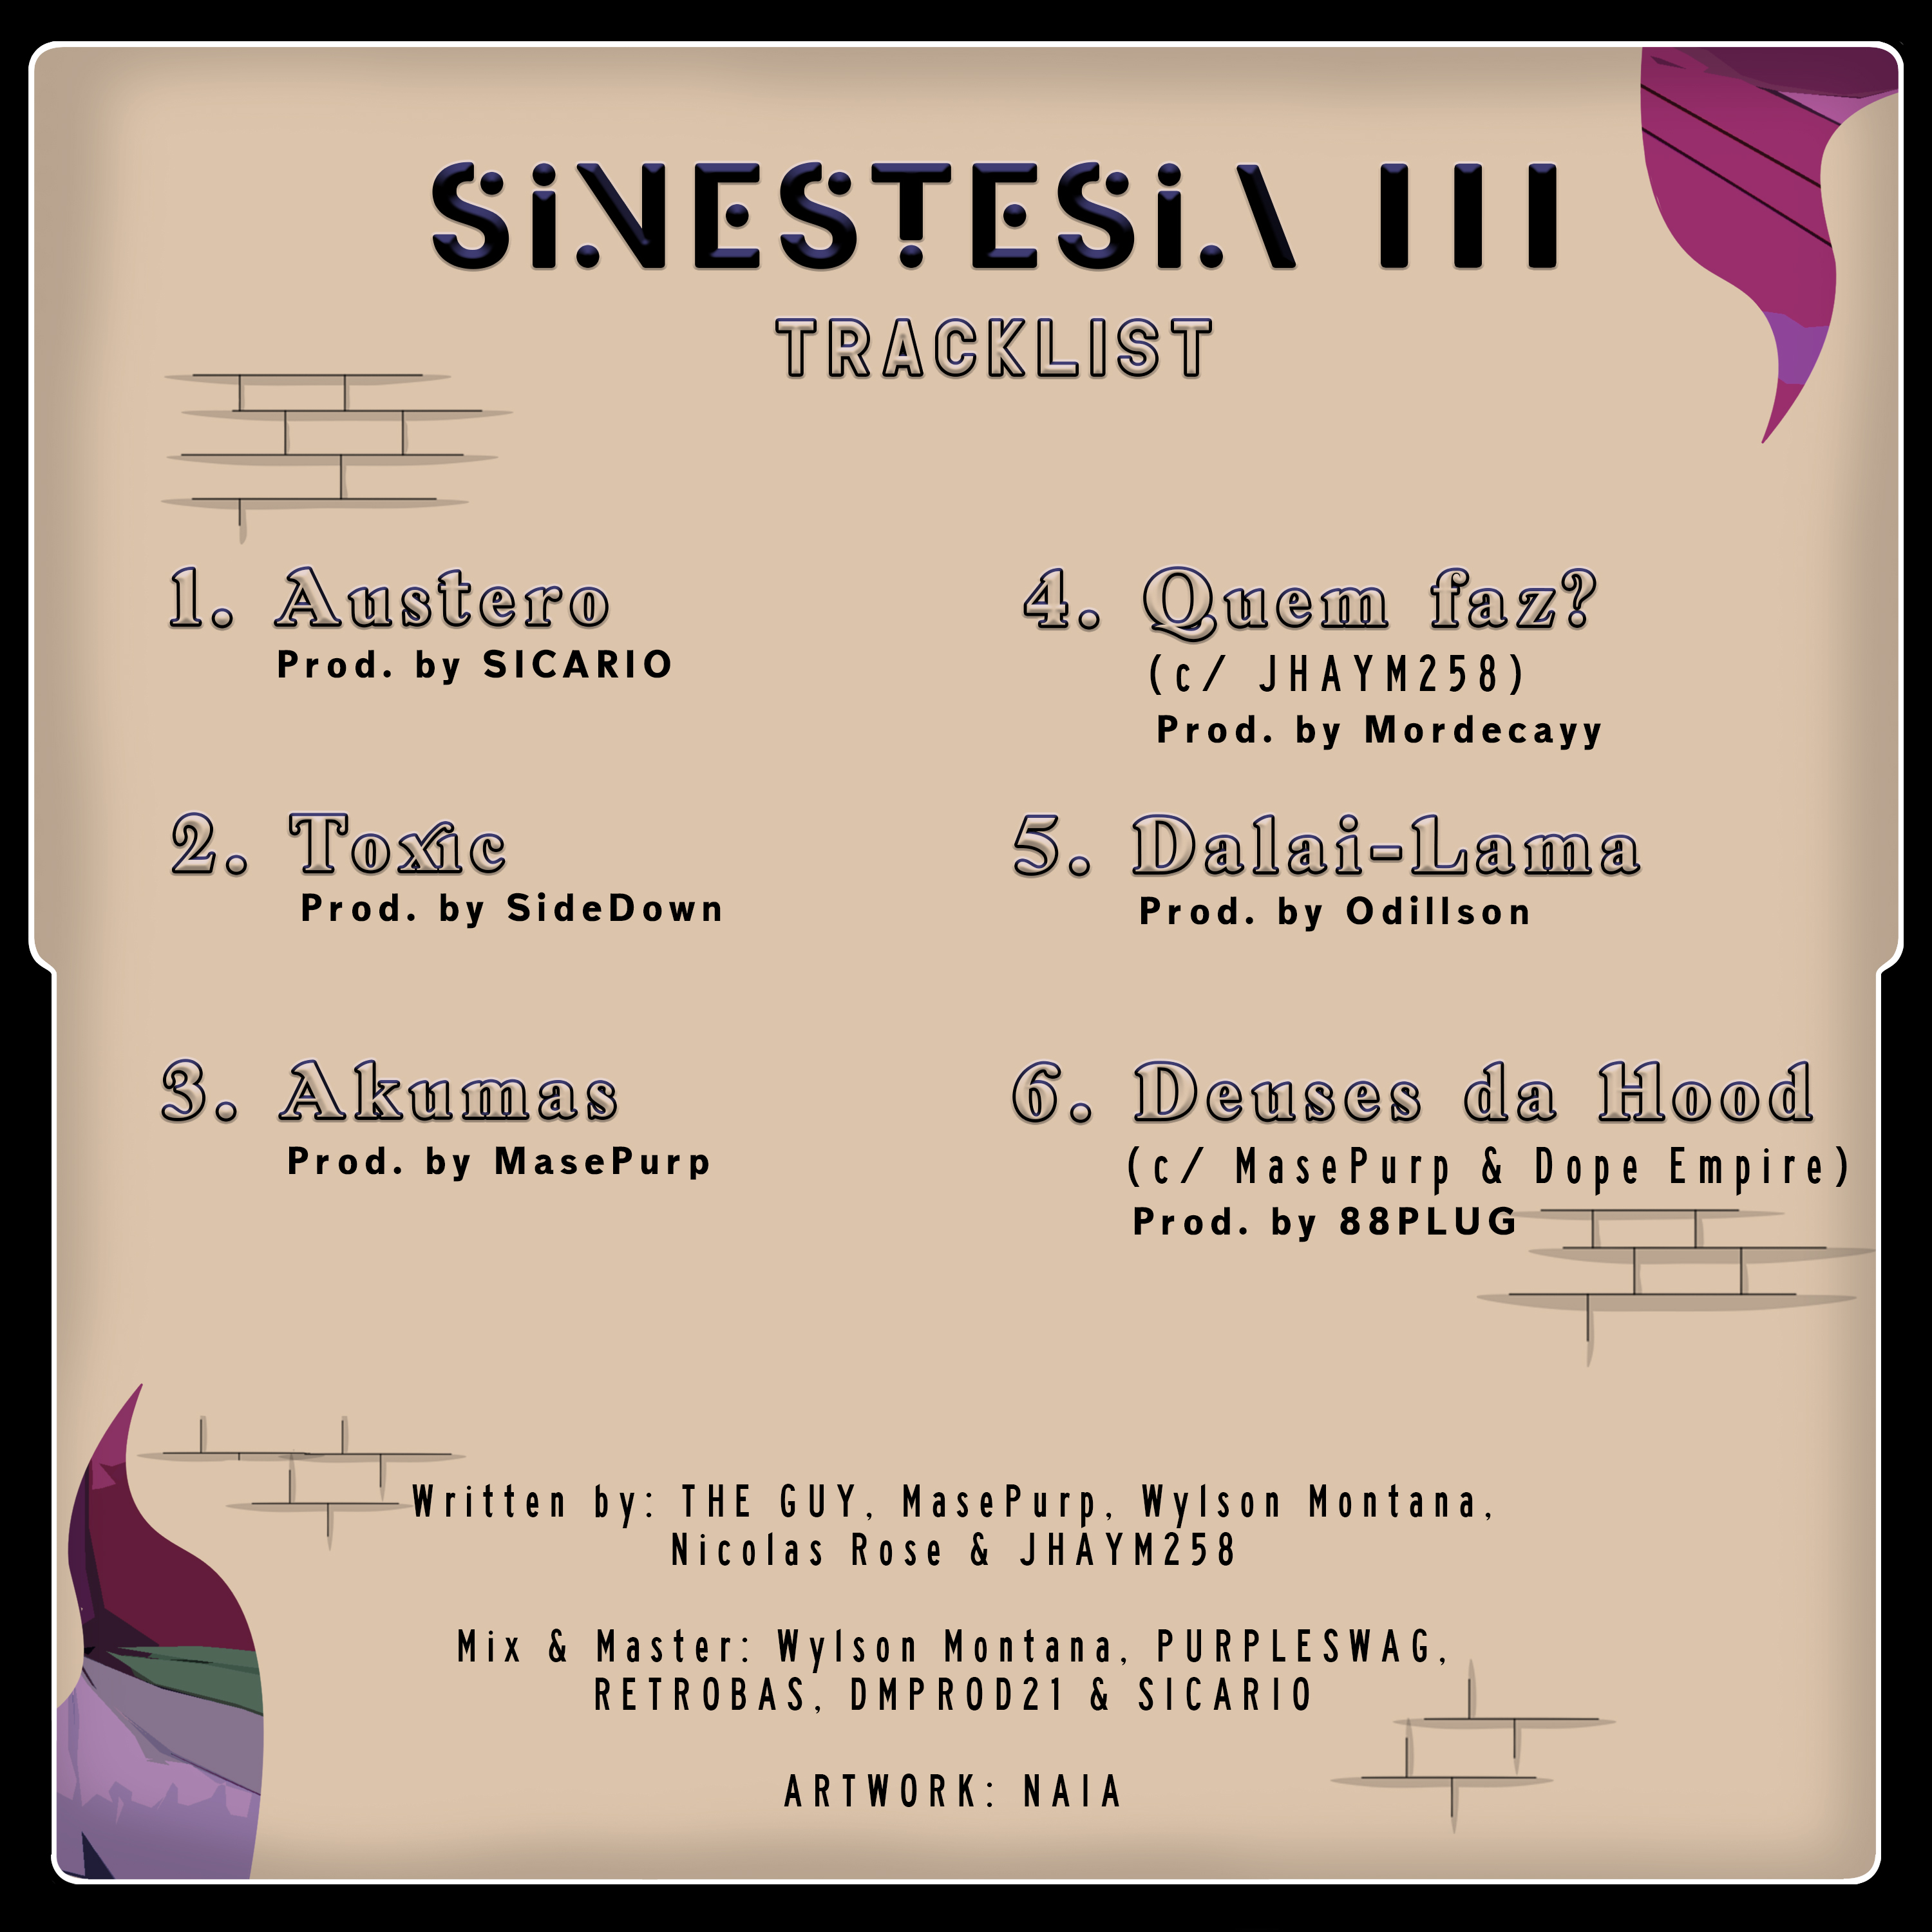 SiNESTESiA III
TRACKLIST
1. Austero
Prod. by SICARIO
2. Toxic
Prod. by SideDown
3. Akumas
Prod. by MasePurp
4. Quem faz?
(c/ JHAYM258)
Prod. by Mordecayy
5. Dalai-Lama
Prod. by Odillson
6. Deuses da Hood
(c/ MasePurp & Dope Empire)
Prod. by 88PLUG
Written by: THE GUY, MasePurp, Wylson Montana,
Nicolas Rose & JHAYM258
Mix & Master: Wylson Montana, PURPLESWAG,
RETROBAS, DMPROD21 & SICARIO
ARTWORK: NAIA